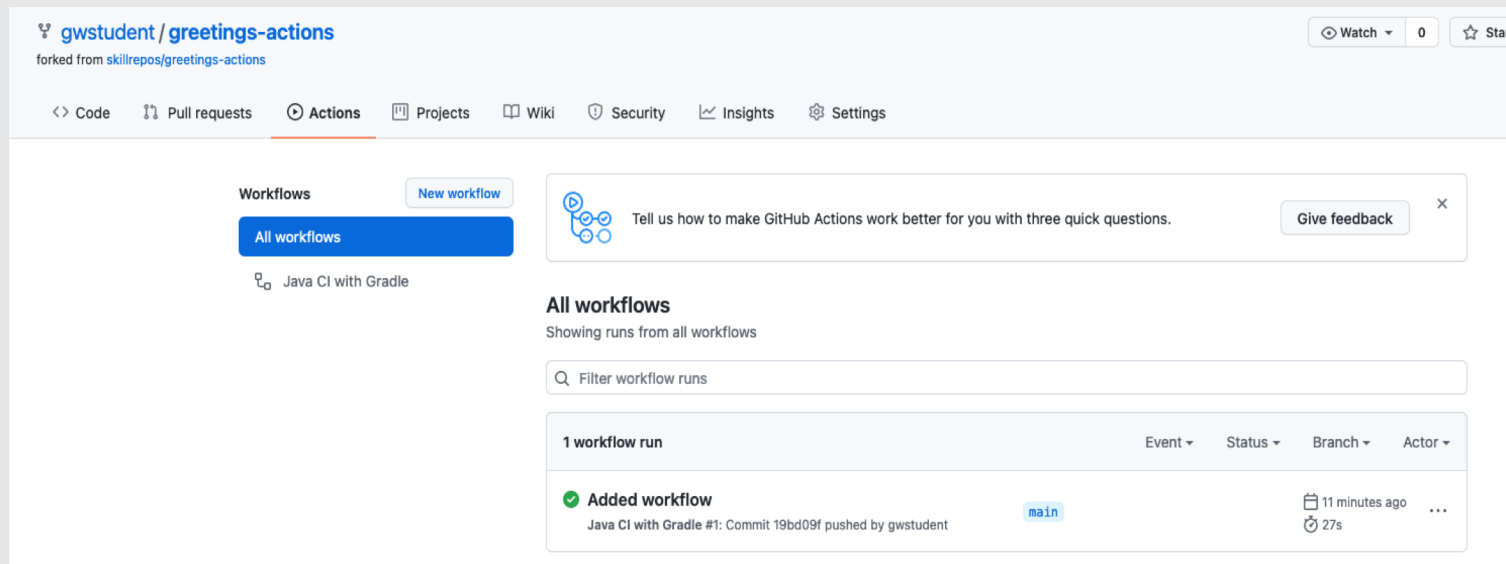 gwstudent / greetings-actions
Watch 0
forked from skillrepos/greetings-actions
Code Pull requests Actions Projects Wiki Security Insights Settings
Workflows New workflow
All workflows
Java CI with Gradle
Tell us how to make GitHub Actions work better for you with three quick questions. Give feedback
All workflows
Showing runs from all workflows
Filter workflow runs
1 workflow run Event Status Branch Actor
Added workflow
Java CI with Gradle #1: Commit 19bd09f pushed by gwstudent
main
11 minutes ago
27s